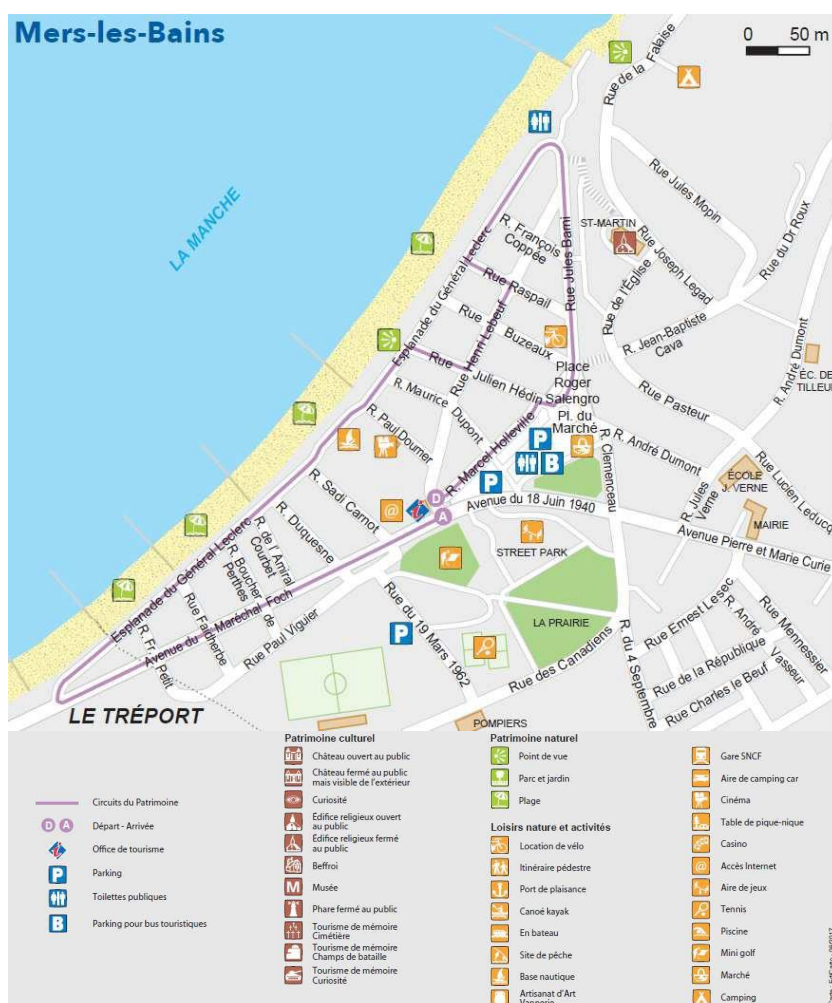 Mers-les-Bains
0 50 m
LA MANCHE
Rue de la Falaise
Rue Jules Mopin
Rue du Dr Roux
ST-MARTIN
R. François
Coppée
Rue Jules Barni
Rue Joseph Legad
Esplanade du Général Leclerc
Rue Raspail
Rue de l'Église
Rue Henri Lebeuf
Rue Buzeaux
R. Jean-Baptiste
Cava
Rue Julien Hédin
Place
Roger
Salengro
Pl. du
Marché
R. André Dumont
ÉC. DE
TILLEU
R. Maurice Dupont
Rue Pasteur
R. Paul Doumer
R. Marcel Holleville
P
B
P
R. Clemenceau
R. André Dumont
R. Jules
Verne
ÉCOLE
J. VERNE
Rue Lucien Leducq
R. Sadi Carnot
@
i
D
A
Avenue du 18 Juin 1940
MAIRIE
Avenue Pierre et Marie Curie
STREET PARK
R. Duquesne
R. de l'Amiral
Courbet
R. Boucher de
Perthes
Esplanade du Général Leclerc
Rue Faidherbe
Avenue du Maréchal Foch
R. Fr. Petit
Rue Paul Viguier
P
Rue du 19 Mars 1962
LA PRAIRIE
Rue des Canadiens
R. du 4 Septembre
Rue Ernest Lesec
R. André Vasseur
Rue Mennessier
Rue de la République
Rue Charles le Beuf
LE TRÉPORT
POMPIERS
Circuits du Patrimoine
D A Départ - Arrivée
i Office de tourisme
P Parking
Toilettes publiques
B Parking pour bus touristiques
Patrimoine culturel
Château ouvert au public
Château fermé au public
mais visible de l'extérieur
Curiosité
Édifice religieux ouvert
au public
Édifice religieux fermé
au public
Beffroi
M Musée
Phare fermé au public
Tourisme de mémoire
Cimétière
Tourisme de mémoire
Champs de bataille
Tourisme de mémoire
Curiosité
Patrimoine naturel
Point de vue
Parc et jardin
Plage
Loisirs nature et activités
Location de vélo
Itinéraire pédestre
Port de plaisance
Canoé kayak
En bateau
Site de pêche
Base nautique
Artisanat d'Art
Vannerie
Gare SNCF
Aire de camping car
Cinéma
Table de pique-nique
Casino
@ Accès Internet
Aire de jeux
Tennis
Piscine
Mini golf
Marché
Camping